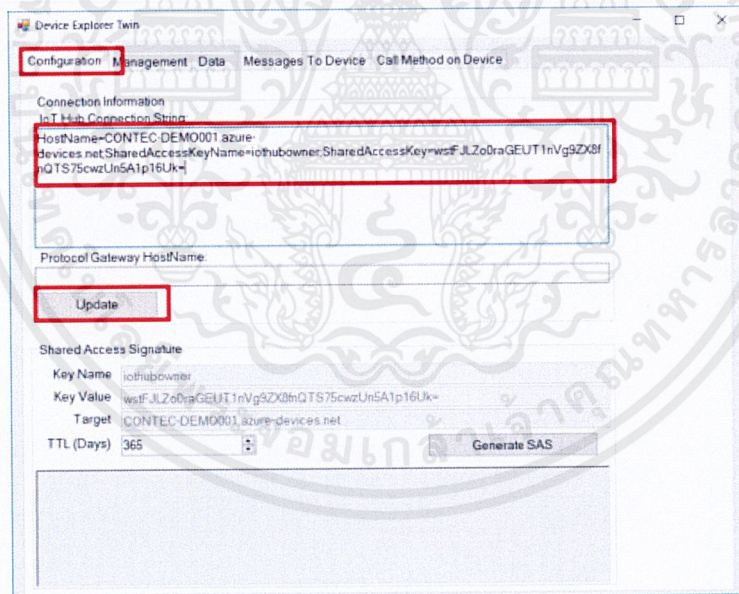 Device Explorer Twin
Configuration Management Data Messages To Device Call Method on Device
Connection Information
IoT Hub Connection String:
HostName=CONTEC-DEMO001.azure-
devices.net;SharedAccessKeyName=iothubowner;SharedAccessKey=wstFJLZo0raGEUT1nVg9ZX8f
nQTS75cwzUn5A1p16Uk=
Protocol Gateway HostName:
Update
Shared Access Signature
Key Name iothubowner
Key Value wstFJLZo0raGEUT1nVg9ZX8fnQTS75cwzUn5A1p16Uk=
Target CONTEC-DEMO001.azure-devices.net
TTL (Days) 365 Generate SAS